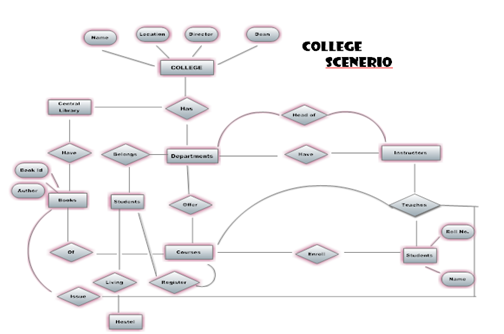 Name
Location
Director
Dean
COLLEGE
SCENERIO
COLLEGE
Central
Library
Has
Head of
Have
Belongs
Departments
Have
Instructors
Book Id
Author
Books
Students
Offer
Teaches
Roll No.
Of
Courses
Enroll
Students
Living
Register
Name
Issue
Hostel